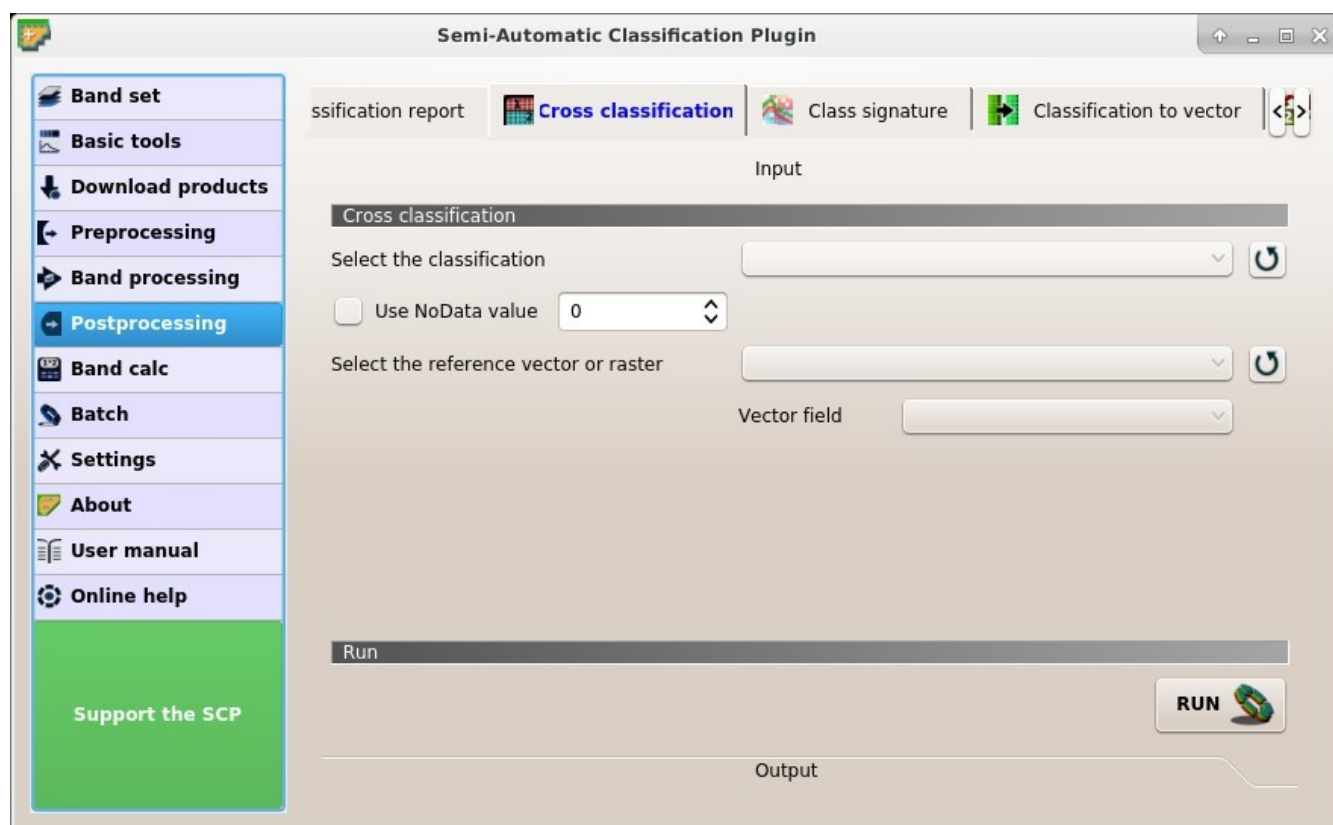 Semi-Automatic Classification Plugin
Band set
Basic tools
Download products
Preprocessing
Band processing
Postprocessing
Band calc
Batch
Settings
About
User manual
Online help
Support the SCP
ssification report
Cross classification
Class signature
Classification to vector
Input
Cross classification
Select the classification
Use NoData value 0
Select the reference vector or raster
Vector field
Run
RUN
Output